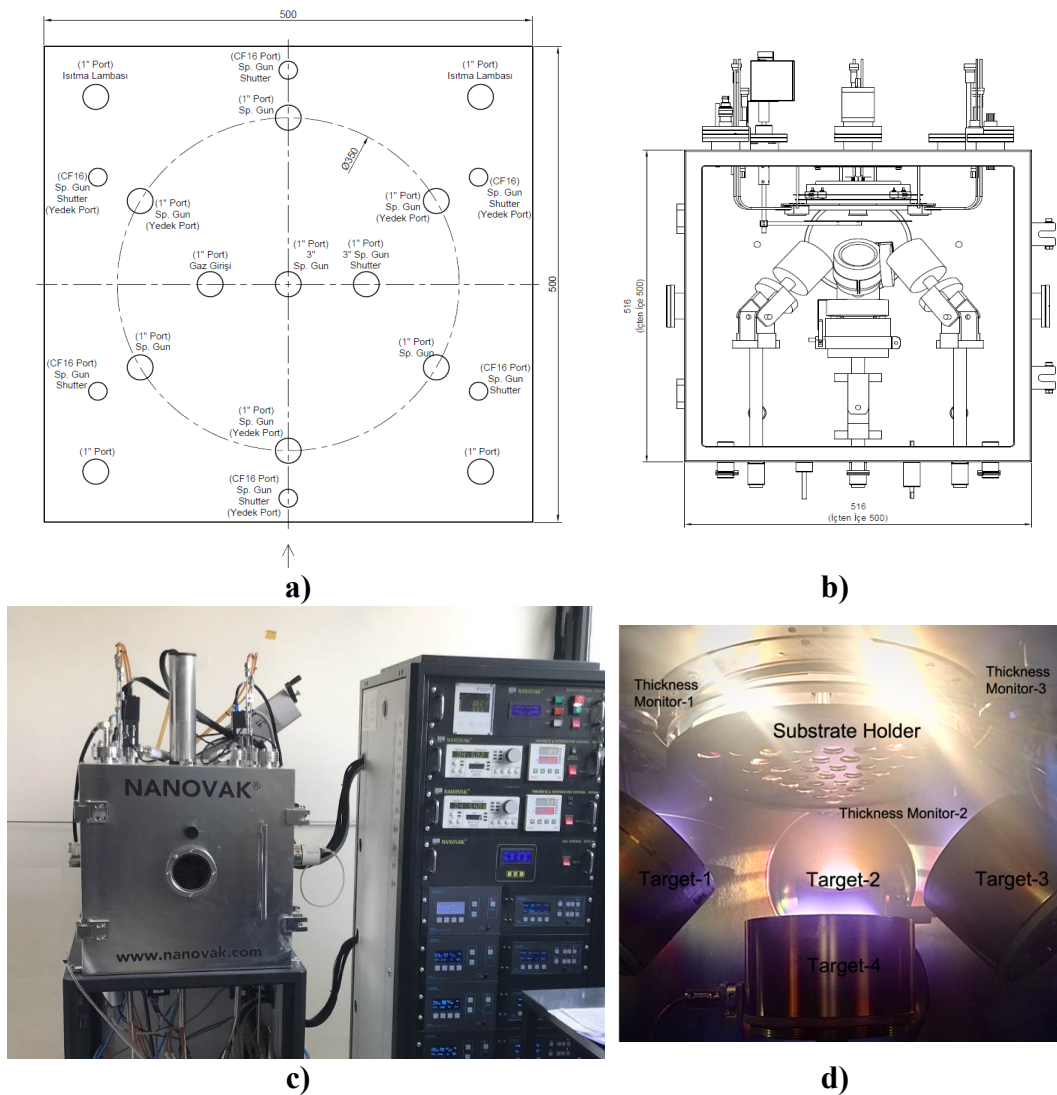 500
(1" Port)
Isıtma Lambası
(CF16 Port)
Sp. Gun
Shutter
(1" Port)
Isıtma Lambası
(1" Port)
Sp. Gun
Ø350
(CF16)
Sp. Gun
Shutter
(Yedek Port)
(1" Port)
Sp. Gun
(Yedek Port)
(1" Port)
Sp. Gun
(Yedek Port)
(CF16)
Sp. Gun
Shutter
(Yedek Port)
(1" Port)
Gaz Girişi
(1" Port)
3"
Sp. Gun
(1" Port)
3" Sp. Gun
Shutter
500
(CF16 Port)
Sp. Gun
Shutter
(1" Port)
Sp. Gun
(1" Port)
Sp. Gun
(CF16 Port)
Sp. Gun
Shutter
(1" Port)
Sp. Gun
(Yedek Port)
(1" Port)
(1" Port)
(CF16 Port)
Sp. Gun
Shutter
(Yedek Port)
a)
516
(İçten İçe 500)
516
(İçten İçe 500)
b)
NANOVAK®
www.nanovak.com
NANOVAK
NANOVAK
NANOVAK
NANOVAK
c)
Thickness
Monitor-1
Thickness
Monitor-3
Substrate Holder
Thickness Monitor-2
Target-1
Target-2
Target-3
Target-4
d)